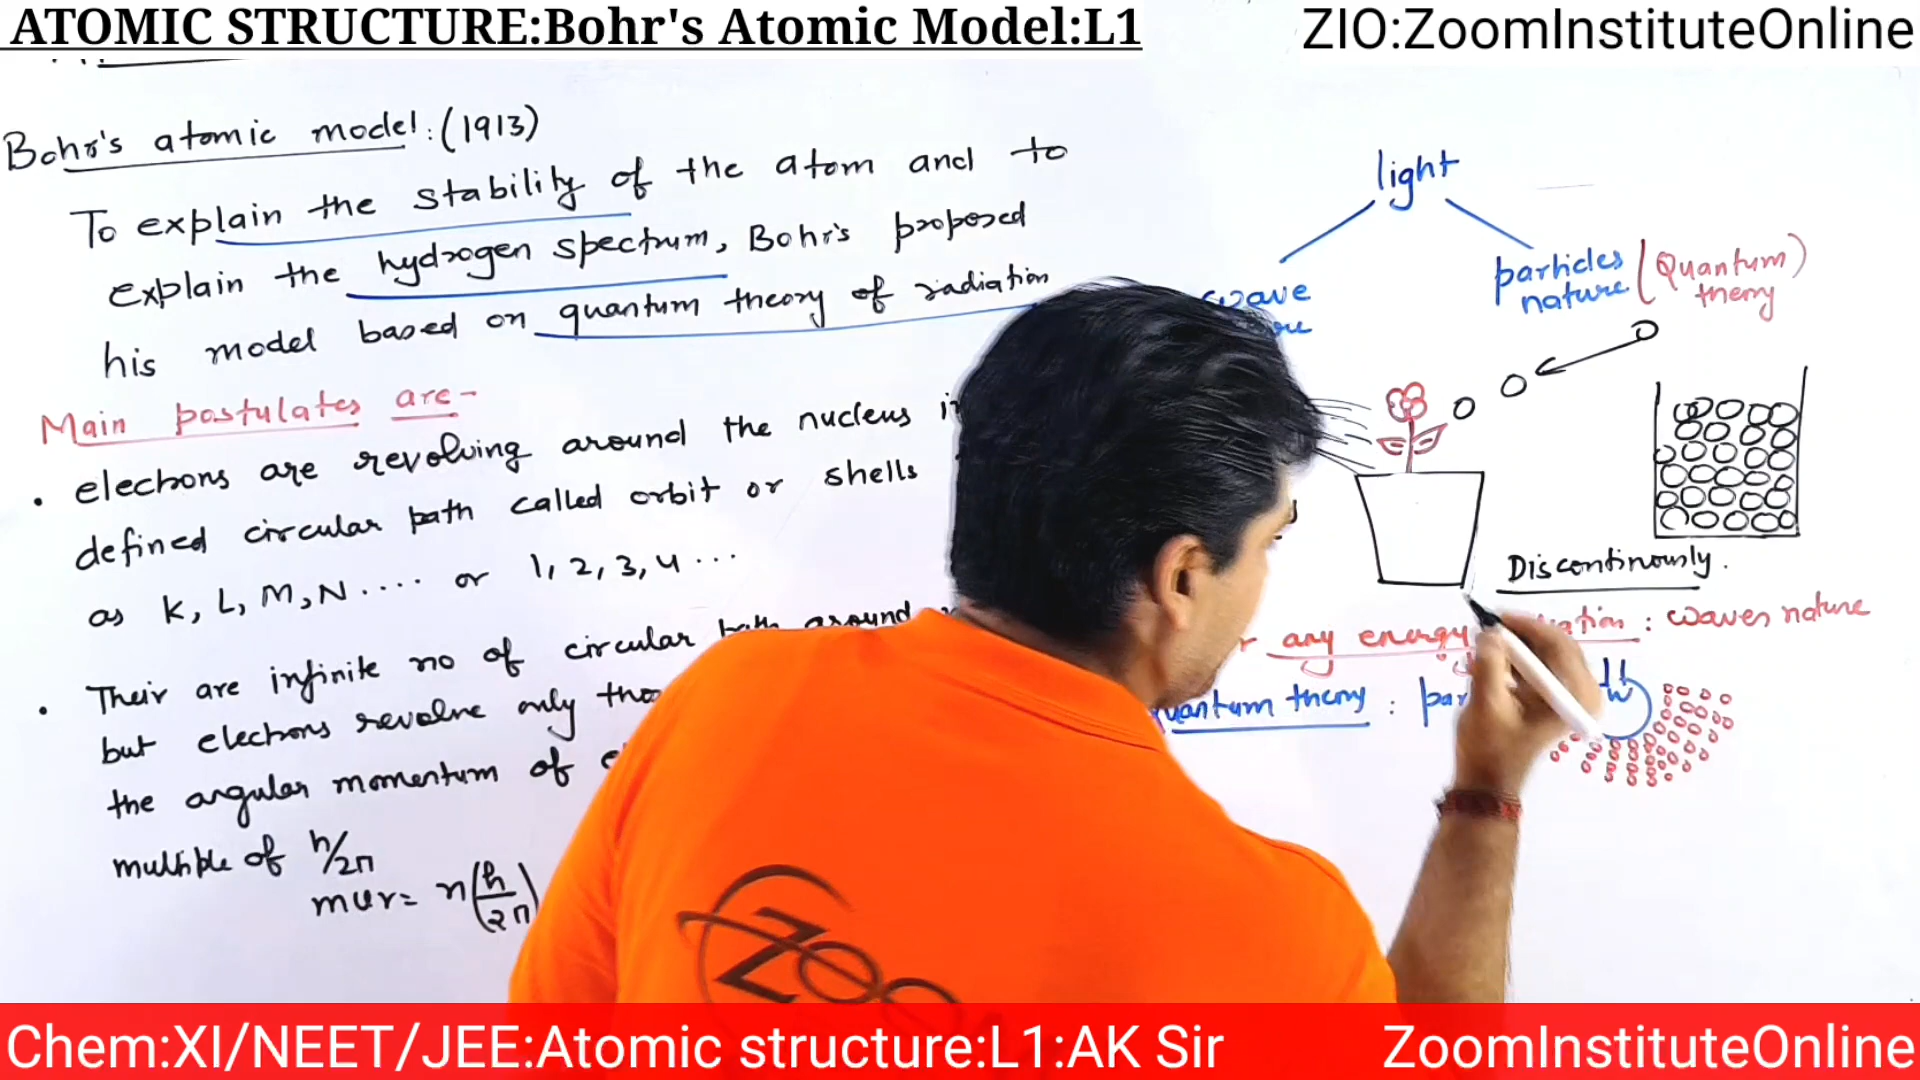 ATOMIC STRUCTURE:Bohr's Atomic Model:L1
ZIO:ZoomInstituteOnline
Bohr's atomic model:(1913)
To explain the stability of the atom and to
explain the hydrogen spectrum, Bohr's proposed
his model based on quantum theory of radiation
Main postulates are-
• electrons are revolving around the nucleus
defined circular path called orbit or shells
as K, L, M, N .... or 1, 2, 3, 4 ...
• Their are infinite no of circular path around
but electrons revolve only
the angular momentum of
multiple of h/2π
mvr= n(h/2π)
light
wave
particles nature (Quantum theory)
Discontinously.
any energy : waves nature
quantum theory :
ZOO
Chem:XI/NEET/JEE:Atomic structure:L1:AK Sir
ZoomInstituteOnline